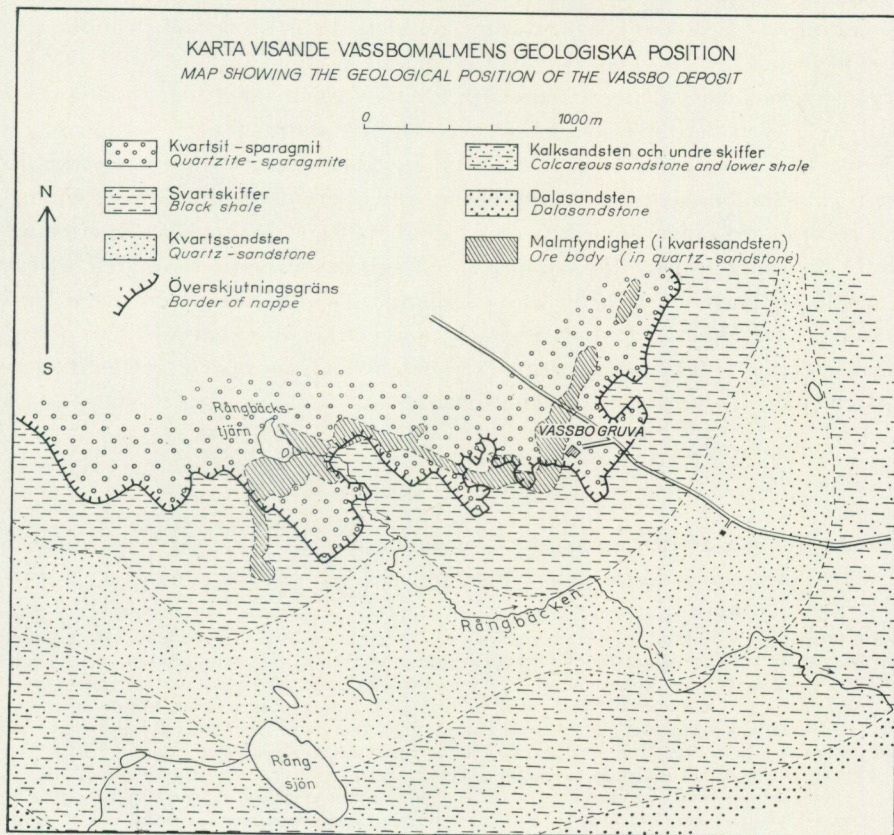 KARTA VISANDE VASSBOMALMENS GEOLOGISKA POSITION
MAP SHOWING THE GEOLOGICAL POSITION OF THE VASSBO DEPOSIT
0 1000 m
N
S
Kvartsit - sparagmit
Quartzite - sparagmite
Svartskiffer
Black shale
Kvartssandsten
Quartz - sandstone
Överskjutningsgräns
Border of nappe
Kalksandsten och undre skiffer
Calcareous sandstone and lower shale
Dalasandsten
Dalasandstone
Malmfyndighet (i kvartssandsten)
Ore body (in quartz-sandstone)
Rångbäcks-
tjärn
VASSBO GRUVA
Rångbäcken
Rång-
sjön